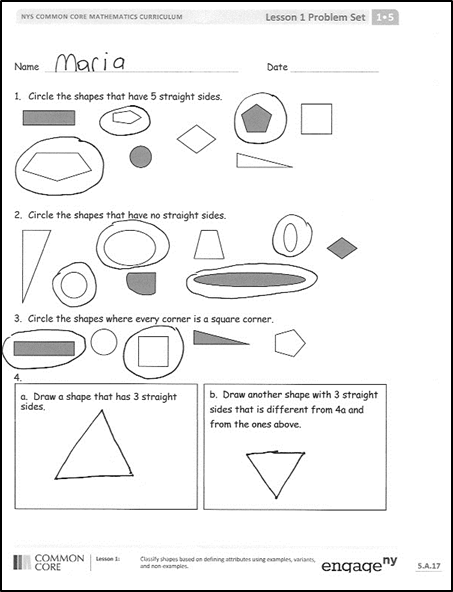 NYS COMMON CORE MATHEMATICS CURRICULUM
Lesson 1 Problem Set 1•5
Name Maria Date
1. Circle the shapes that have 5 straight sides.
2. Circle the shapes that have no straight sides.
3. Circle the shapes where every corner is a square corner.
4.
a. Draw a shape that has 3 straight
sides.
b. Draw another shape with 3 straight
sides that is different from 4a and
from the ones above.
COMMON
CORE
Lesson 1:
Classify shapes based on defining attributes using examples, variants,
and non-examples.
engage ny
5.A.17